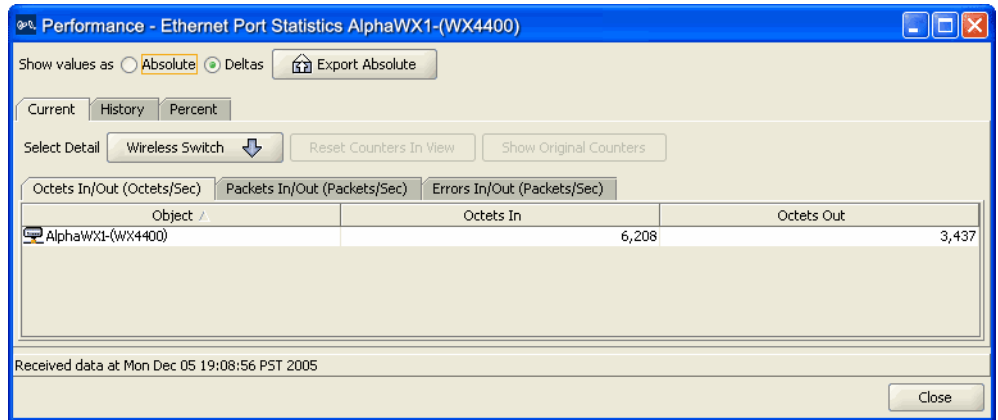 Performance - Ethernet Port Statistics AlphaWX1-(WX4400)
Show values as Absolute Deltas Export Absolute
Current History Percent
Select Detail Wireless Switch Reset Counters In View Show Original Counters
Octets In/Out (Octets/Sec) Packets In/Out (Packets/Sec) Errors In/Out (Packets/Sec)
Object Octets In Octets Out
AlphaWX1-(WX4400) 6,208 3,437
Received data at Mon Dec 05 19:08:56 PST 2005
Close